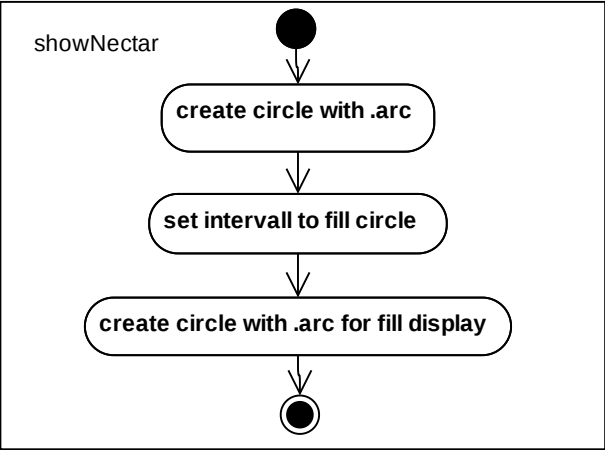 showNectar
create circle with .arc
set intervall to fill circle
create circle with .arc for fill display